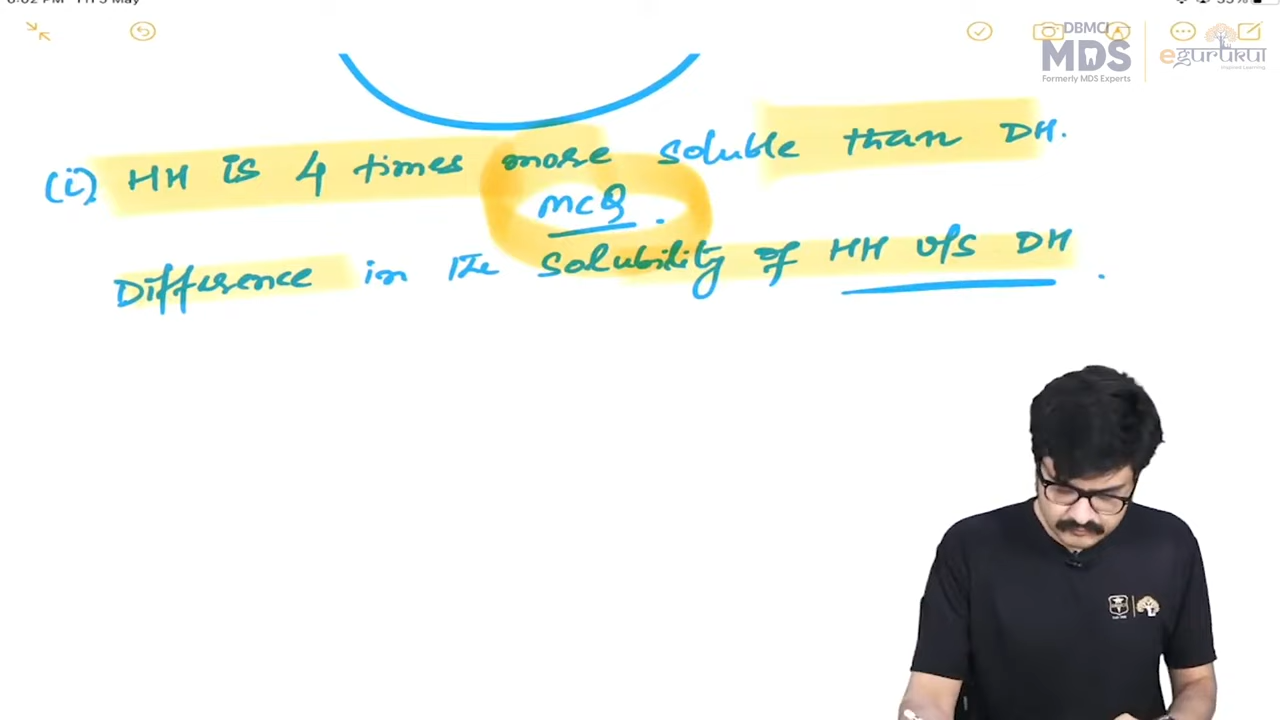 DBMCI
MDS
Formerly MDS Experts
egurukul
(i) HH is 4 times more soluble than DH.
MCQ.
Difference in the solubility of HH v/s DH.